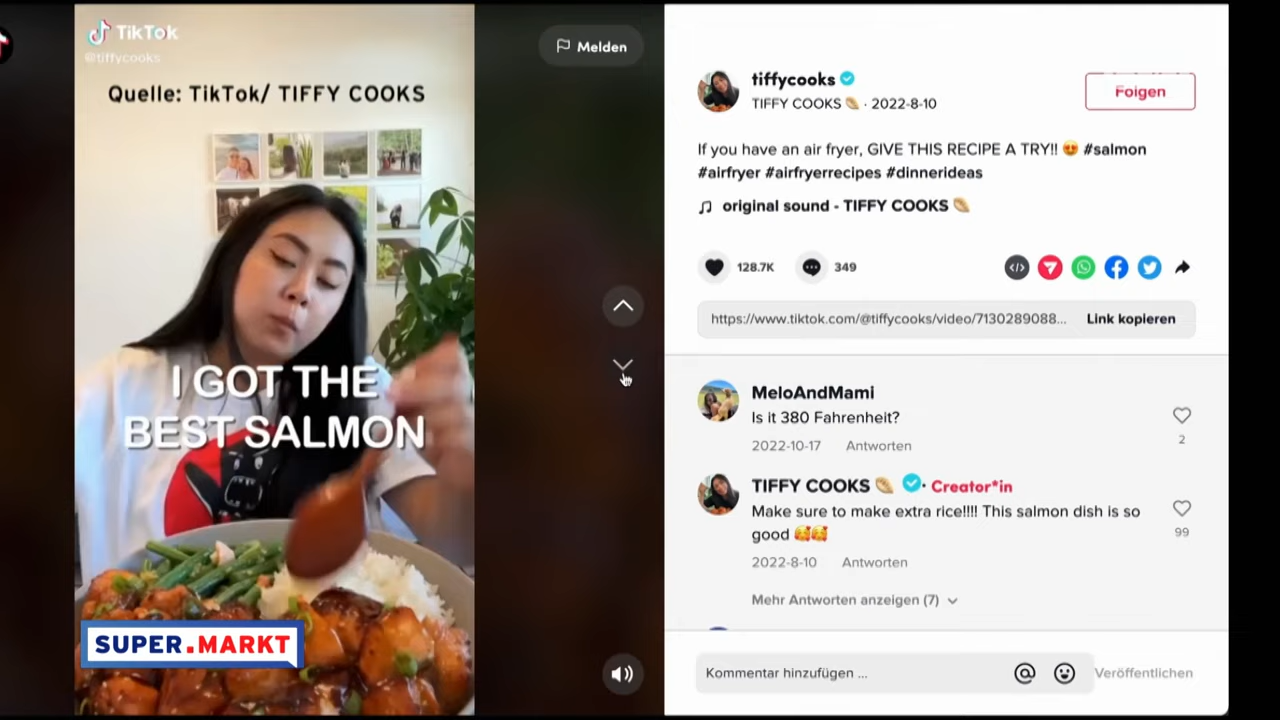 TikTok
@tiffycooks
Quelle: TikTok/ TIFFY COOKS
I GOT THE
BEST SALMON
SUPER.MARKT
Melden
tiffycooks
TIFFY COOKS · 2022-8-10
Folgen
If you have an air fryer, GIVE THIS RECIPE A TRY!! 😍 #salmon
#airfryer #airfryerrecipes #dinnerideas
original sound - TIFFY COOKS
128.7K
349
https://www.tiktok.com/@tiffycooks/video/7130289088...
Link kopieren
MeloAndMami
Is it 380 Fahrenheit?
2022-10-17 Antworten
2
TIFFY COOKS · Creator*in
Make sure to make extra rice!!!! This salmon dish is so
good 🥰🥰
99
2022-8-10 Antworten
Mehr Antworten anzeigen (7)
Kommentar hinzufügen ...
Veröffentlichen